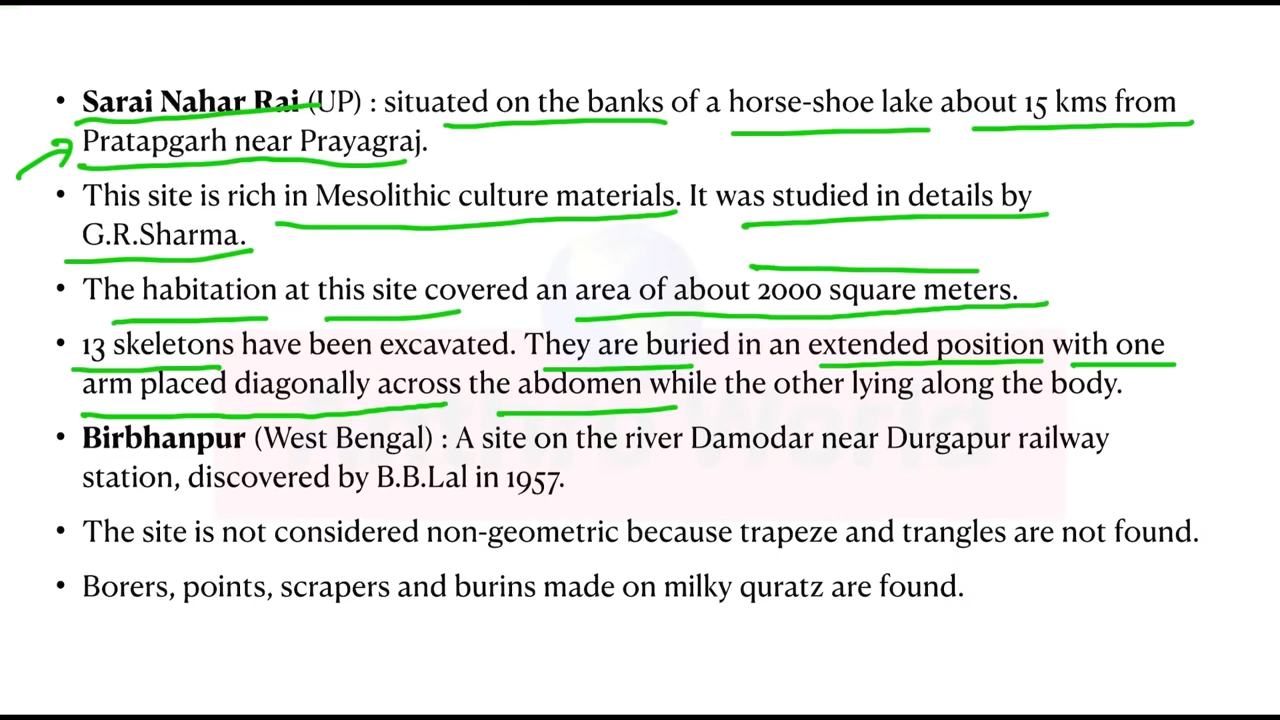 • Sarai Nahar Rai (UP) : situated on the banks of a horse-shoe lake about 15 kms from
Pratapgarh near Prayagraj.
• This site is rich in Mesolithic culture materials. It was studied in details by
G.R.Sharma.
• The habitation at this site covered an area of about 2000 square meters.
• 13 skeletons have been excavated. They are buried in an extended position with one
arm placed diagonally across the abdomen while the other lying along the body.
• Birbhanpur (West Bengal) : A site on the river Damodar near Durgapur railway
station, discovered by B.B.Lal in 1957.
• The site is not considered non-geometric because trapeze and trangles are not found.
• Borers, points, scrapers and burins made on milky quratz are found.